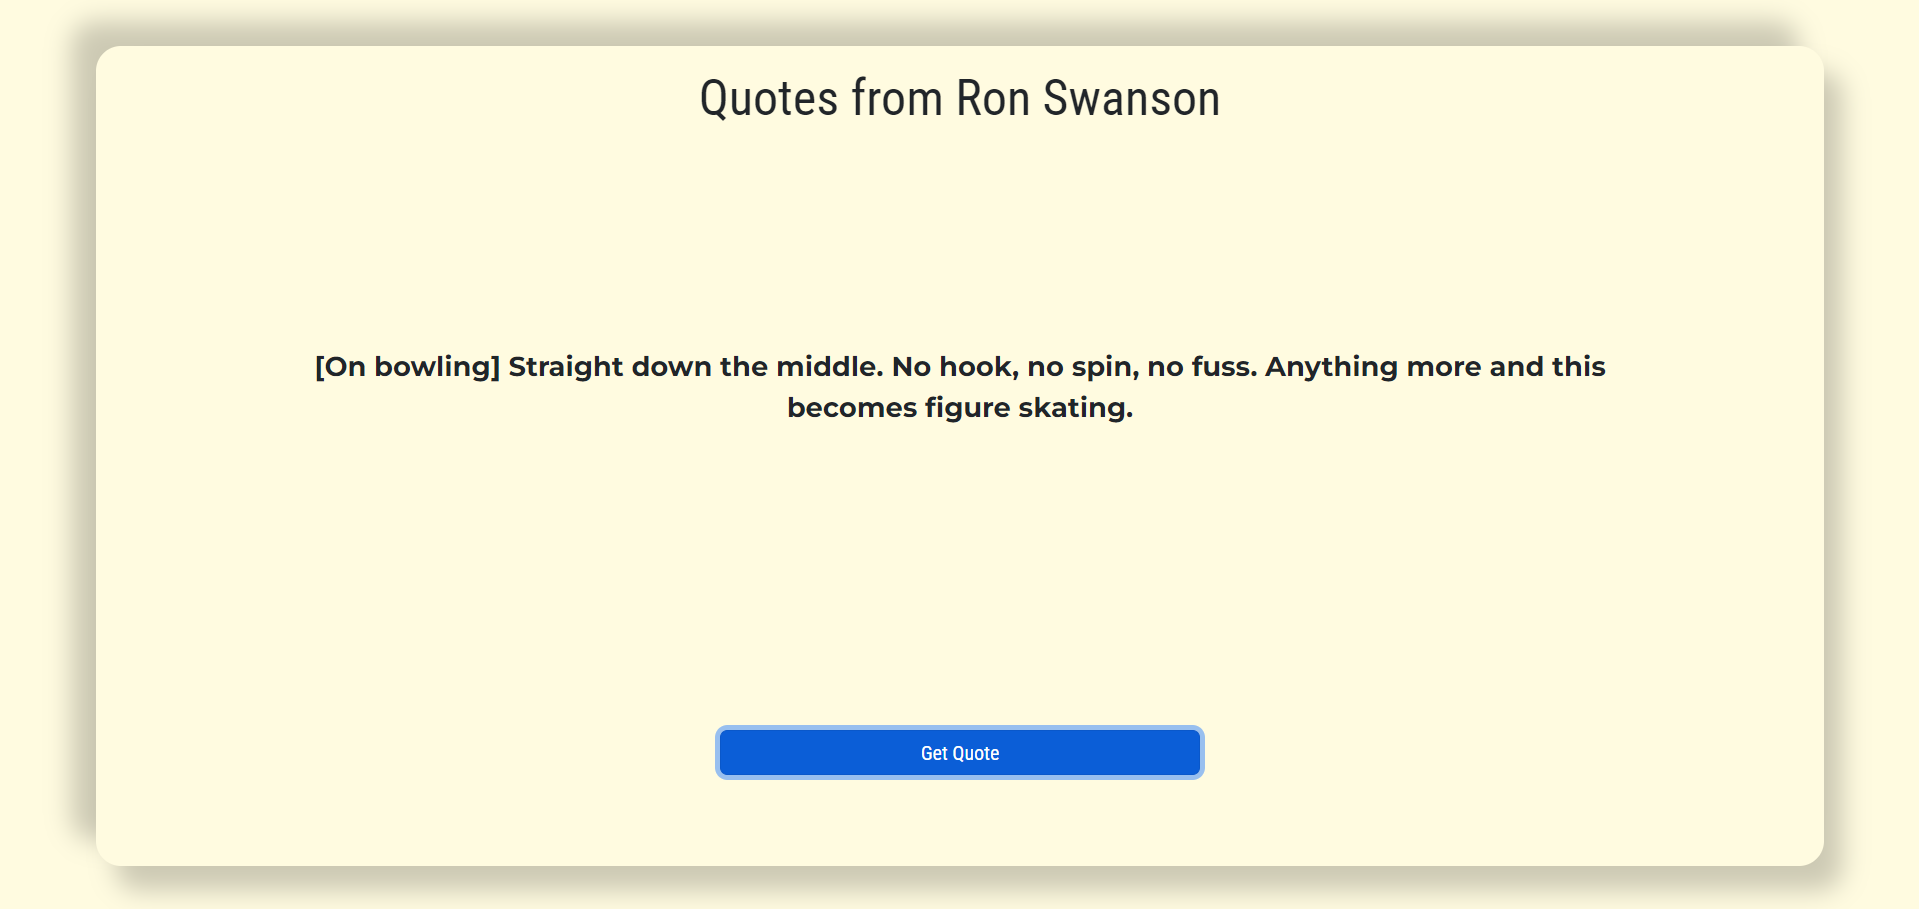 Quotes from Ron Swanson
[On bowling] Straight down the middle. No hook, no spin, no fuss. Anything more and this
becomes figure skating.
Get Quote